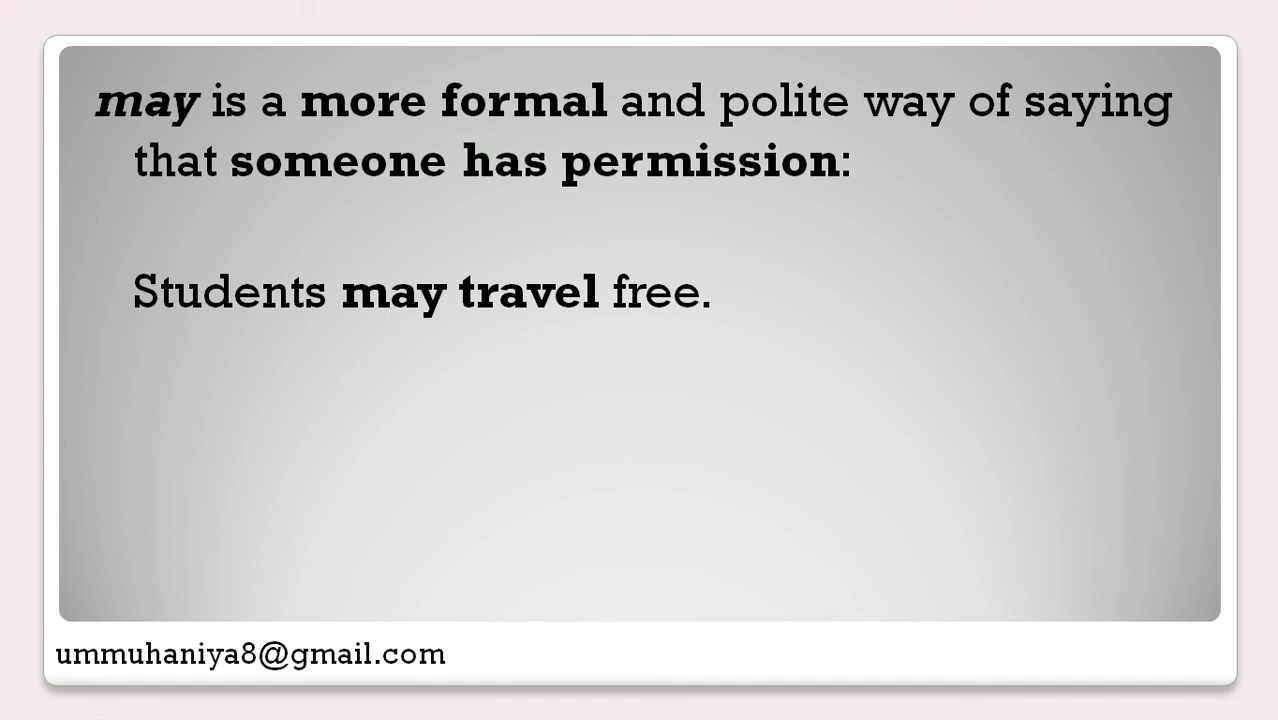 may is a more formal and polite way of saying
that someone has permission:
Students may travel free.
ummuhaniya8@gmail.com